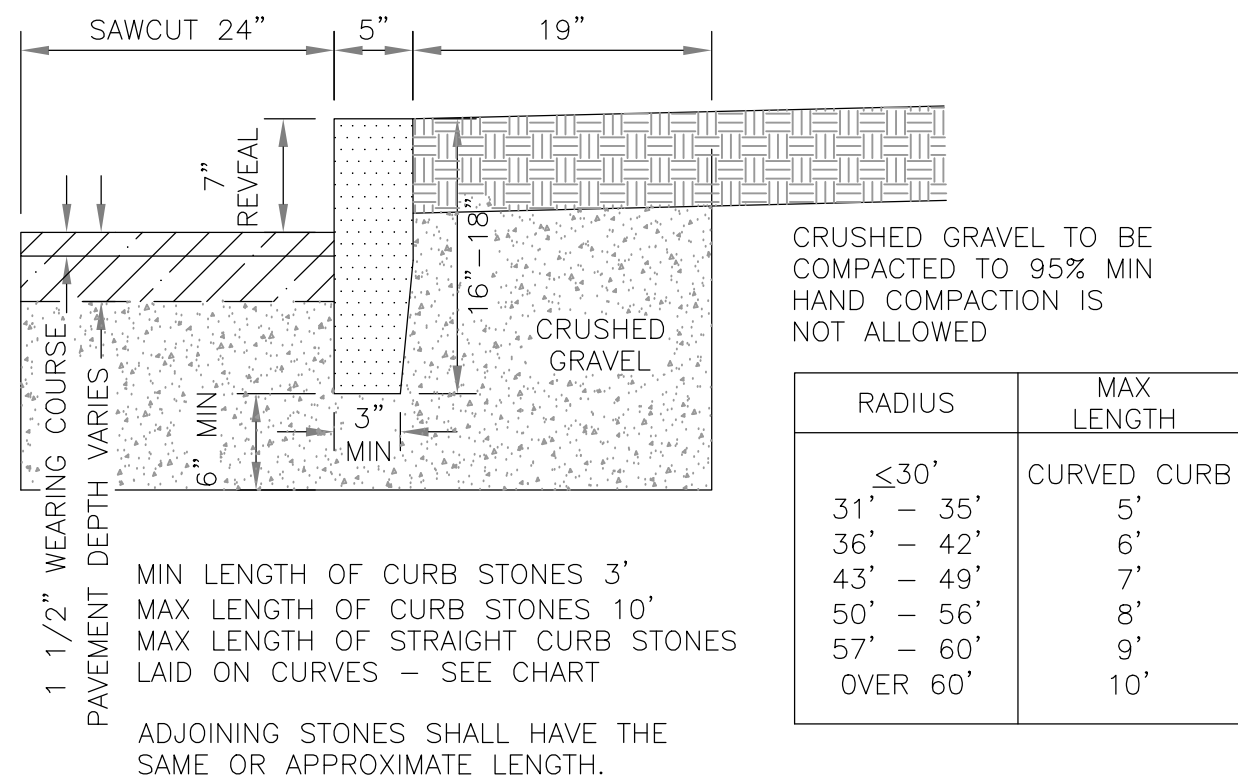 SAWCUT 24”
5”
19”
7”
REVEAL
16”–18”
CRUSHED GRAVEL TO BE
COMPACTED TO 95% MIN
HAND COMPACTION IS
NOT ALLOWED
CRUSHED
GRAVEL
3”
MIN
6” MIN
1 1/2” WEARING COURSE
PAVEMENT DEPTH VARIES
RADIUS
MAX
LENGTH
≤30’ CURVED CURB
31’ – 35’ 5’
36’ – 42’ 6’
43’ – 49’ 7’
50’ – 56’ 8’
57’ – 60’ 9’
OVER 60’ 10’
MIN LENGTH OF CURB STONES 3’
MAX LENGTH OF CURB STONES 10’
MAX LENGTH OF STRAIGHT CURB STONES
LAID ON CURVES – SEE CHART
ADJOINING STONES SHALL HAVE THE
SAME OR APPROXIMATE LENGTH.